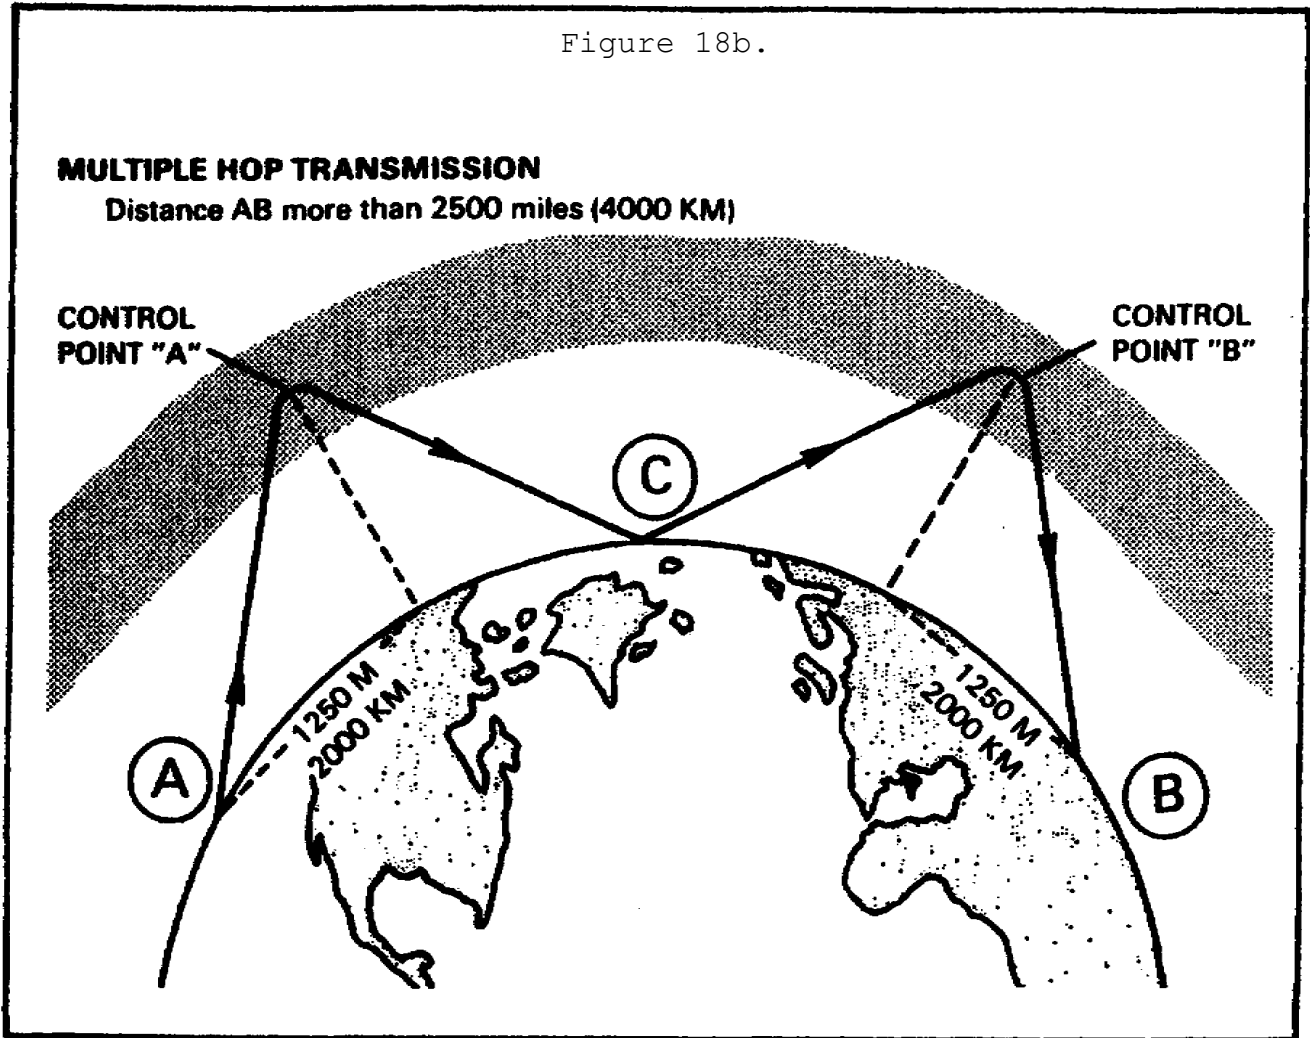 Figure 18b.
MULTIPLE HOP TRANSMISSION
Distance AB more than 2500 miles (4000 KM)
CONTROL
POINT "A"
CONTROL
POINT "B"
C
1250 M
2000 KM
1250 M
2000 KM
A
B